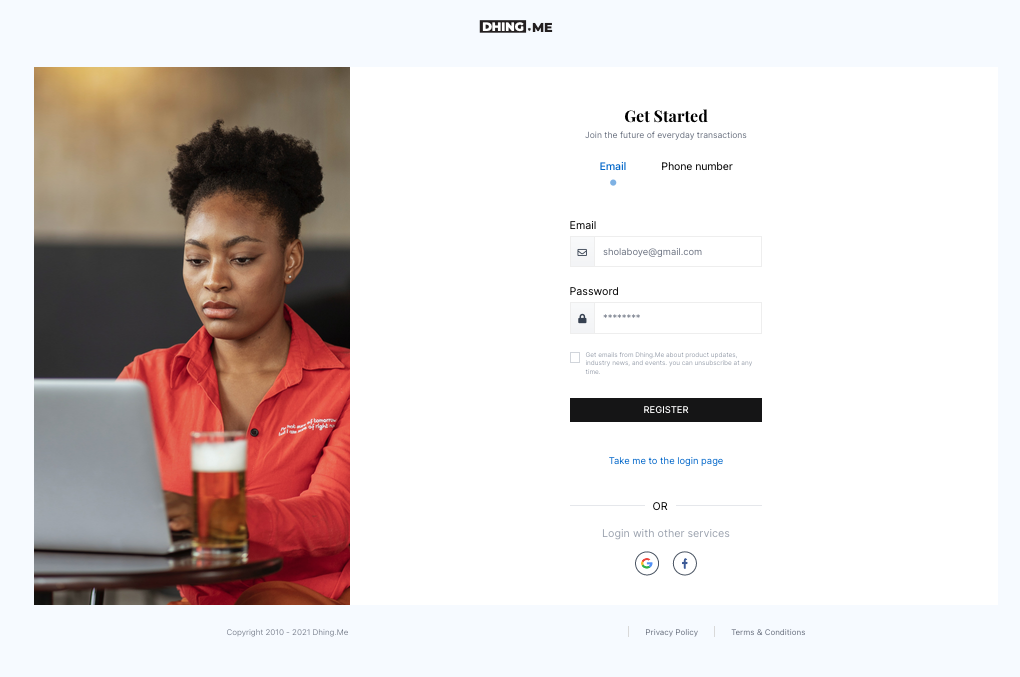 DHING.ME
Get Started
Join the future of everyday transactions
Email
Phone number
Email
sholaboye@gmail.com
Password
********
Get emails from Dhing.Me about product updates,
industry news, and events. you can unsubscribe at any
time.
REGISTER
Take me to the login page
OR
Login with other services
G
f
Copyright 2010 - 2021 Dhing.Me
Privacy Policy
Terms & Conditions